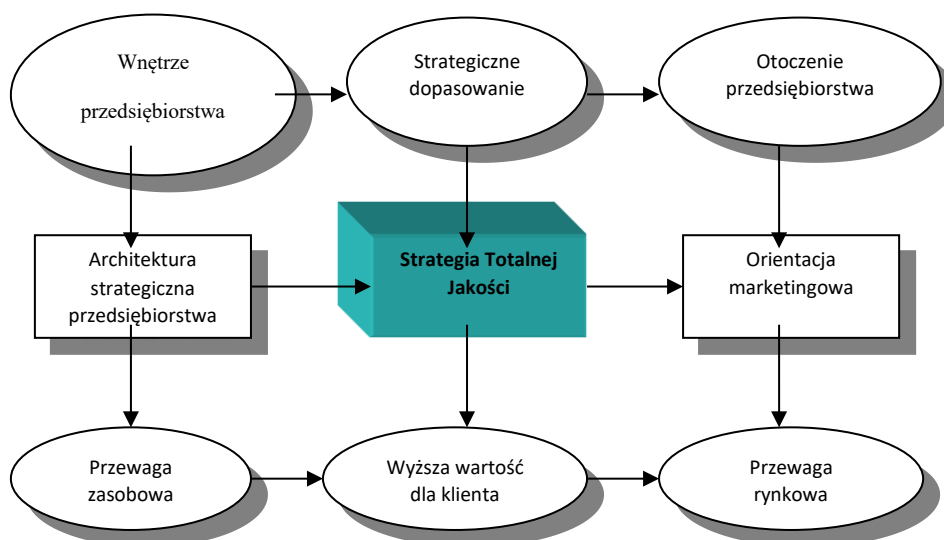 Wnętrze
przedsiębiorstwa
Strategiczne
dopasowanie
Otoczenie
przedsiębiorstwa
Architektura
strategiczna
przedsiębiorstwa
Strategia Totalnej
Jakości
Orientacja
marketingowa
Przewaga
zasobowa
Wyższa wartość
dla klienta
Przewaga
rynkowa